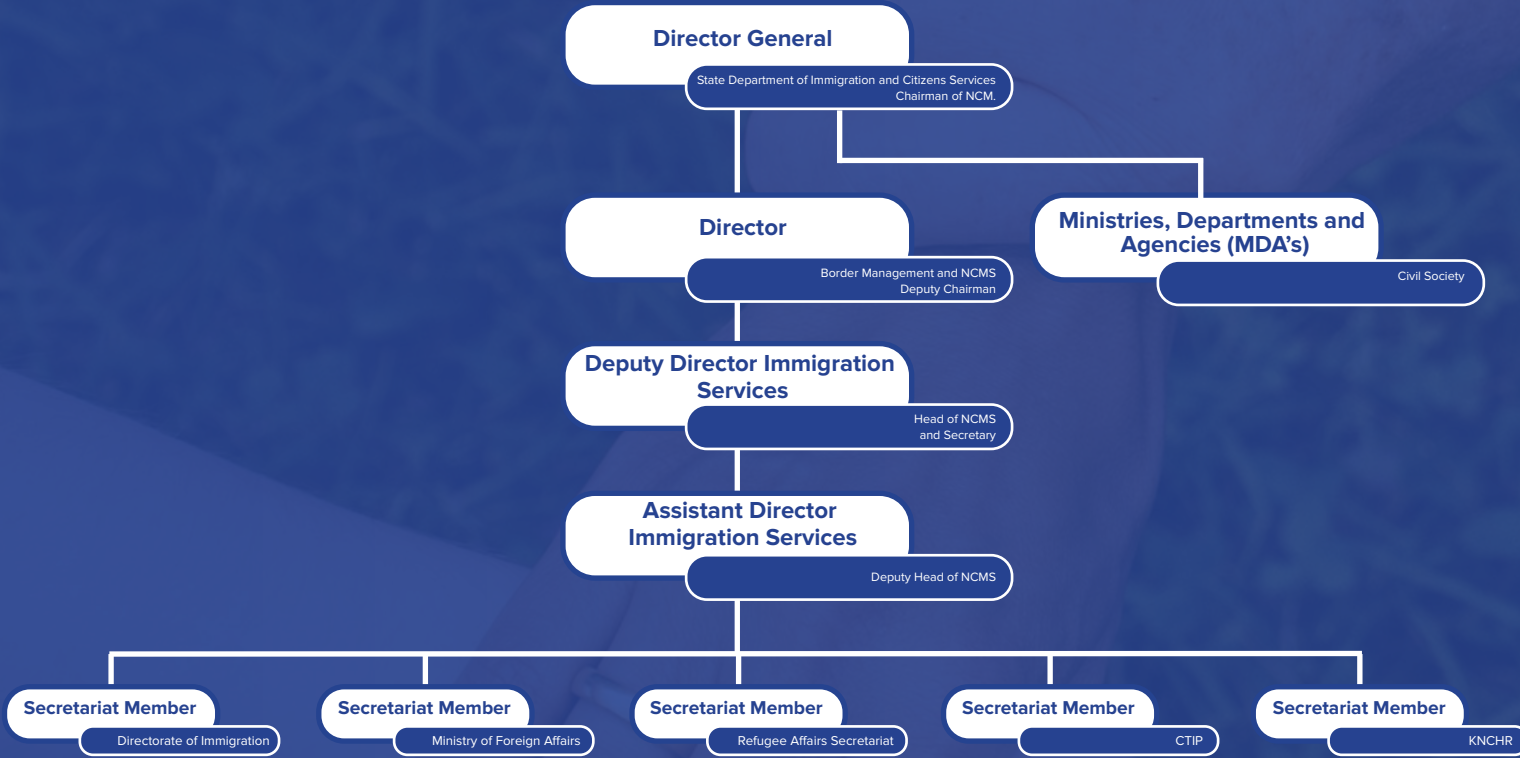 Director General
State Department of Immigration and Citizens Services
Chairman of NCM.
Director
Border Management and NCMS
Deputy Chairman
Ministries, Departments and
Agencies (MDA’s)
Civil Society
Deputy Director Immigration
Services
Head of NCMS
and Secretary
Assistant Director
Immigration Services
Deputy Head of NCMS
Secretariat Member
Directorate of Immigration
Secretariat Member
Ministry of Foreign Affairs
Secretariat Member
Refugee Affairs Secretariat
Secretariat Member
CTIP
Secretariat Member
KNCHR